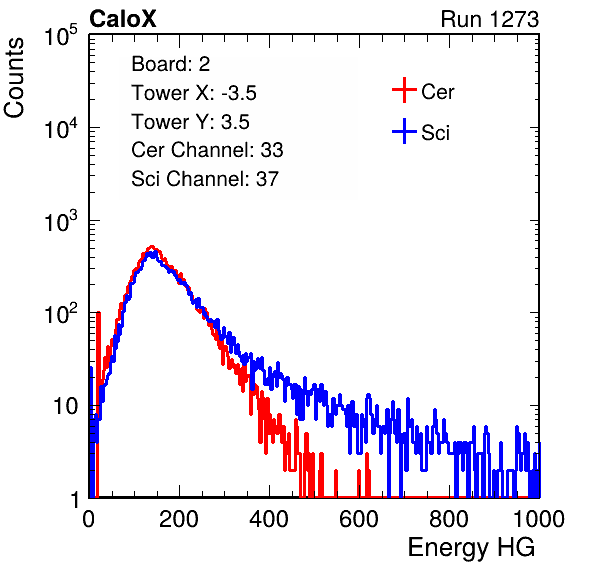 CaloX Run 1273
Counts
Board: 2
Tower X: -3.5
Tower Y: 3.5
Cer Channel: 33
Sci Channel: 37
Cer
Sci
10^5
10^4
10^3
10^2
10
1
0 200 400 600 800 1000
Energy HG